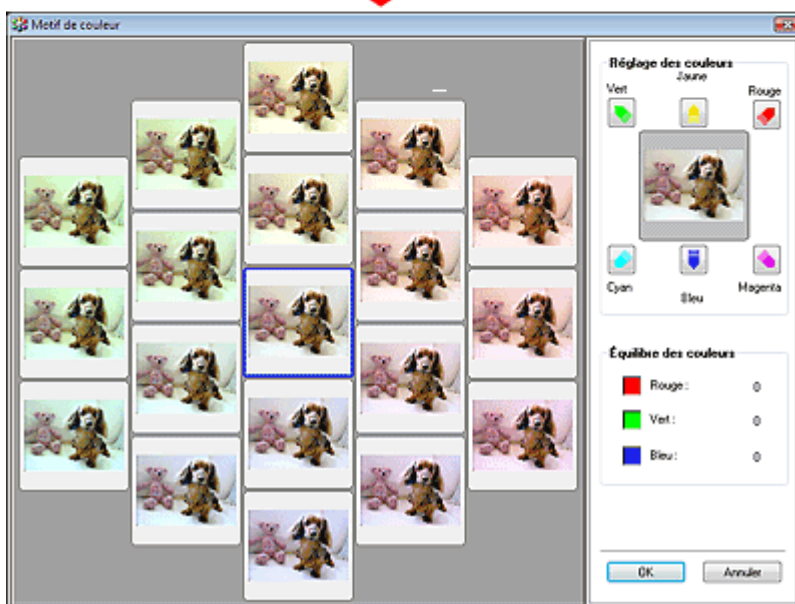 Motif de couleur
Réglage des couleurs
Jaune
Vert
Rouge
Cyan
Bleu
Magenta
Équilibre des couleurs
Rouge : 0
Vert : 0
Bleu : 0
OK
Annuler